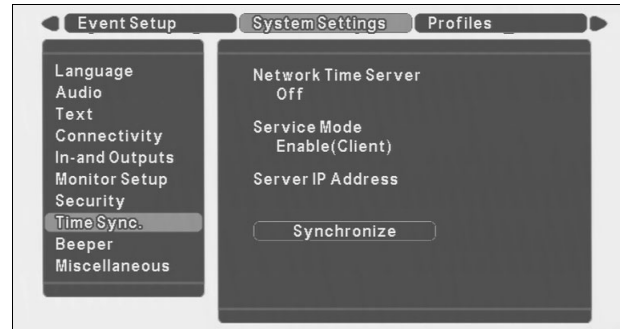 Event Setup System Settings Profiles
Language
Audio
Text
Connectivity
In-and Outputs
Monitor Setup
Security
Time Sync.
Beeper
Miscellaneous
Network Time Server
Off
Service Mode
Enable(Client)
Server IP Address
Synchronize